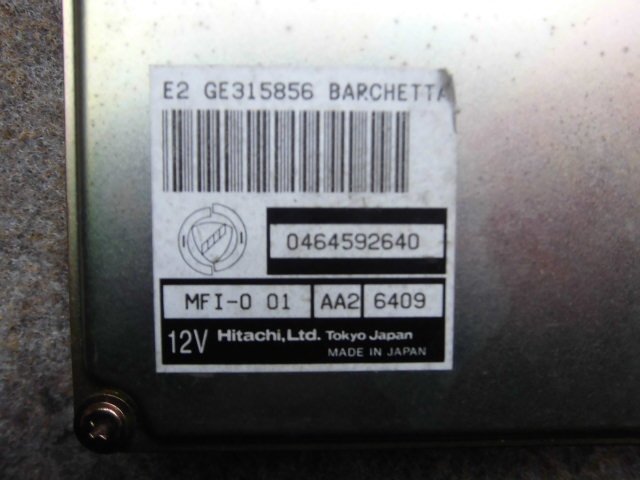 E2 GE315856 BARCHETTA
0464592640
MFI-0 01 AA2 6409
12V Hitachi,Ltd. Tokyo Japan
MADE IN JAPAN